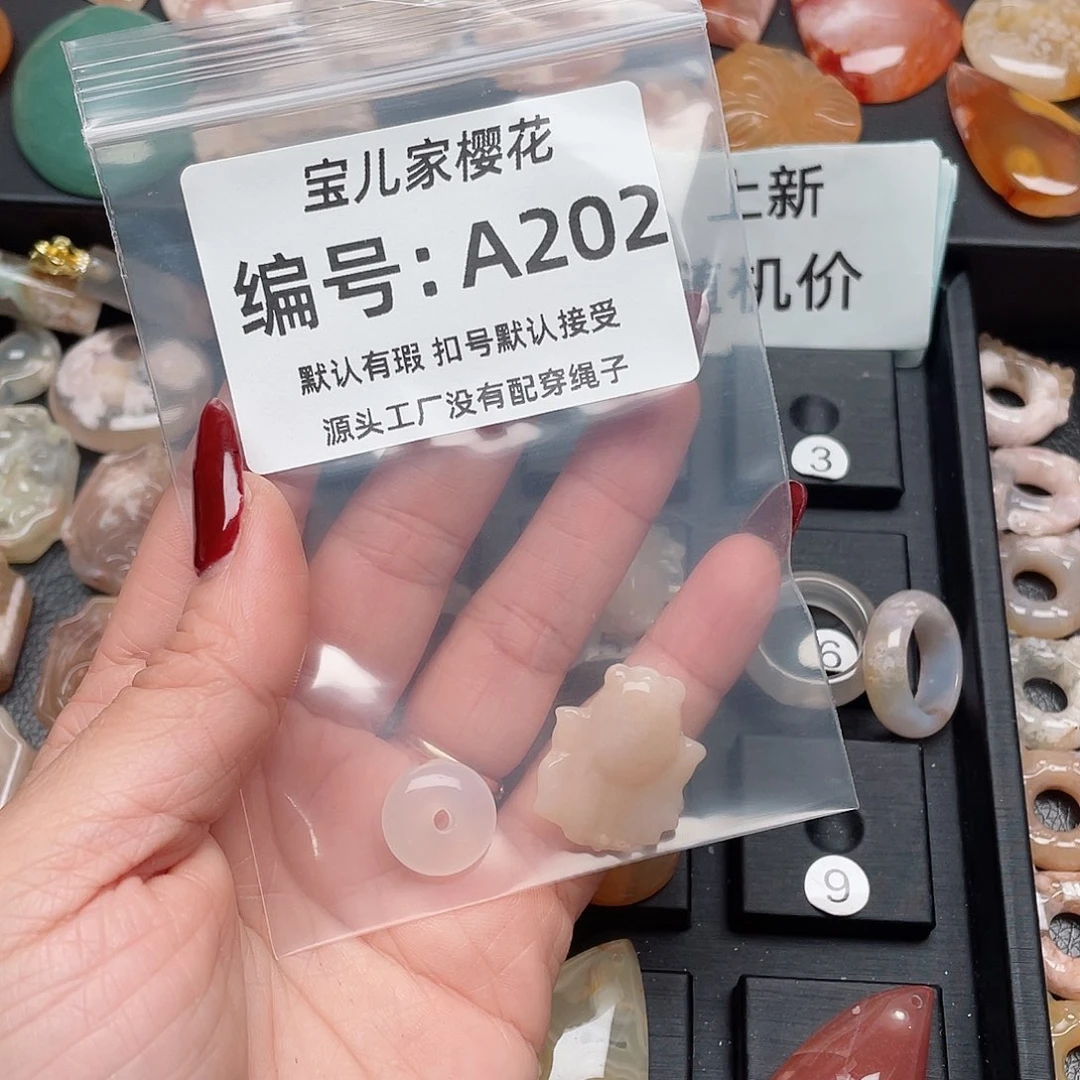 宝儿家樱花
编号：A202
默认有瑕 扣号默认接受
源头工厂没有配穿绳子
上新
机价
3
6
9